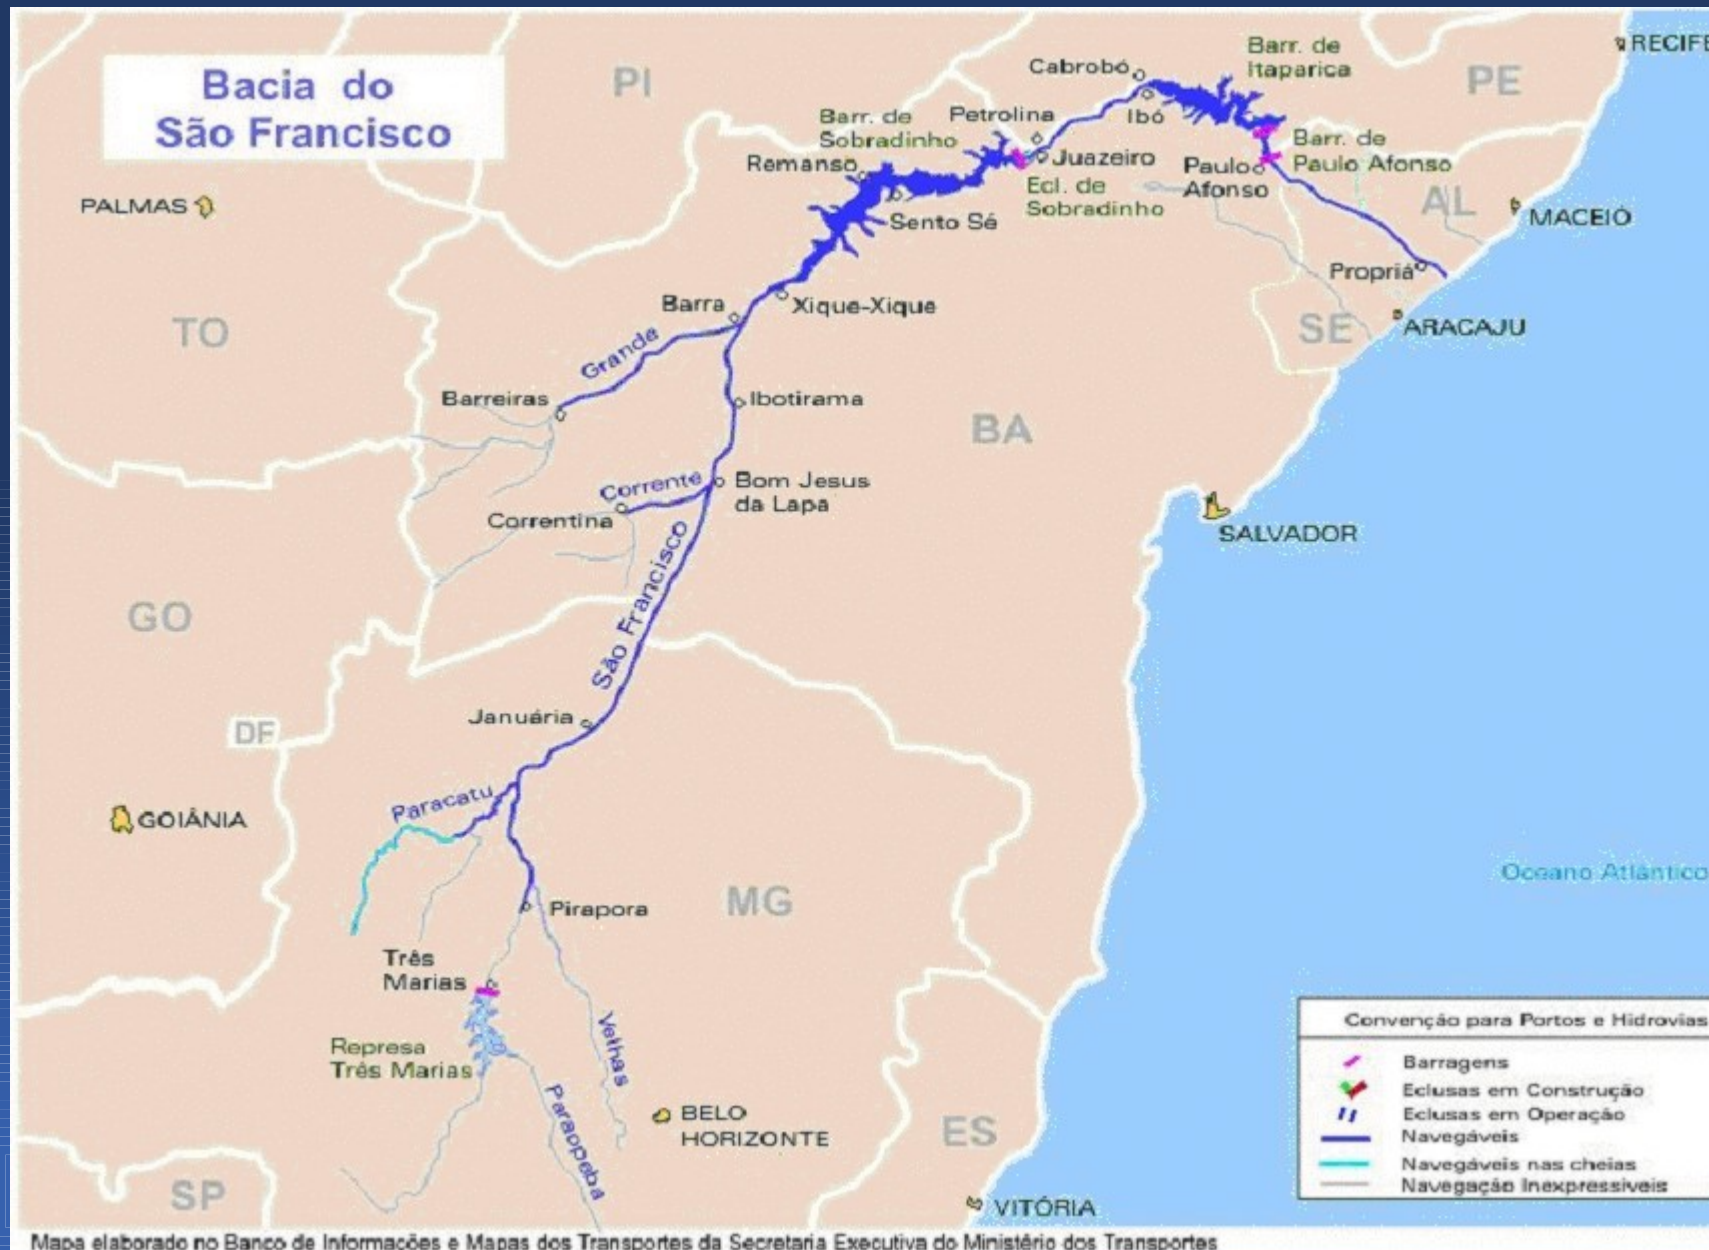 Bacia do
São Francisco
PI
Cabrobó
Barr. de
Itaparica
RECIFE
PE
Barr. de
Sobradinho
Petrolina
Ibó
Barr. de
Paulo Afonso
Remanso
Juazeiro
Paulo
Afonso
Ecl. de
Sobradinho
PALMAS
Sento Sé
AL
MACEIÓ
Propriá
Barra
Xique-Xique
TO
Grande
SE
ARACAJU
Barreiras
Ibotirama
BA
Corrente
Bom Jesus
da Lapa
Correntina
SALVADOR
São Francisco
GO
Januária
DF
Paracatu
GOIÂNIA
Oceano Atlântico
MG
Pirapora
Três
Marias
Velhas
Represa
Três Marias
Paraopeba
BELO
HORIZONTE
ES
SP
VITÓRIA
Convenção para Portos e Hidrovias
Barragens
Eclusas em Construção
Eclusas em Operação
Navegáveis
Navegáveis nas cheias
Navegação Inexpressíveis
Mapa elaborado no Banco de Informações e Mapas dos Transportes da Secretaria Executiva do Ministério dos Transportes